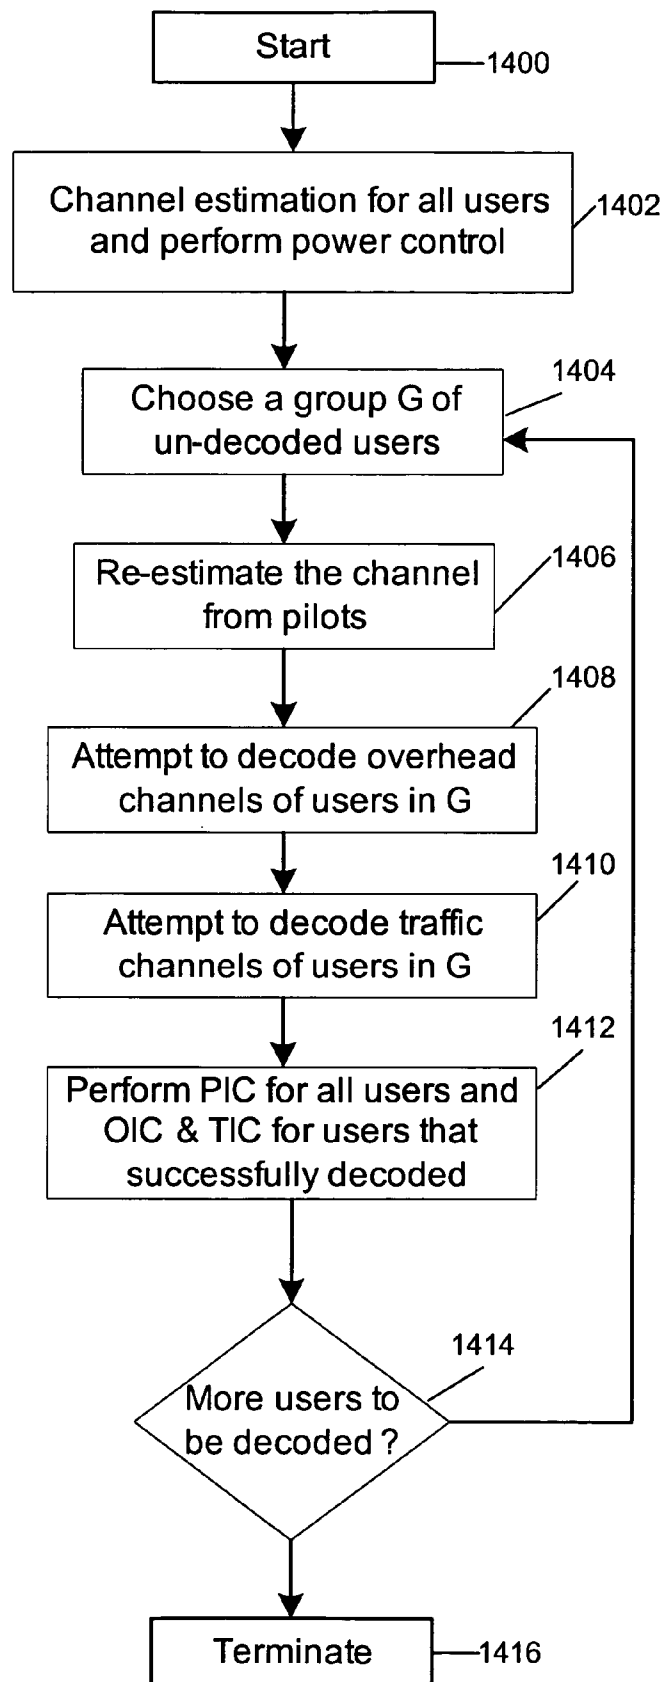 Start
1400
Channel estimation for all users
and perform power control
1402
1404
Choose a group G of
un-decoded users
1406
Re-estimate the channel
from pilots
1408
Attempt to decode overhead
channels of users in G
1410
Attempt to decode traffic
channels of users in G
1412
Perform PIC for all users and
OIC & TIC for users that
successfully decoded
1414
More users to
be decoded ?
Terminate
1416